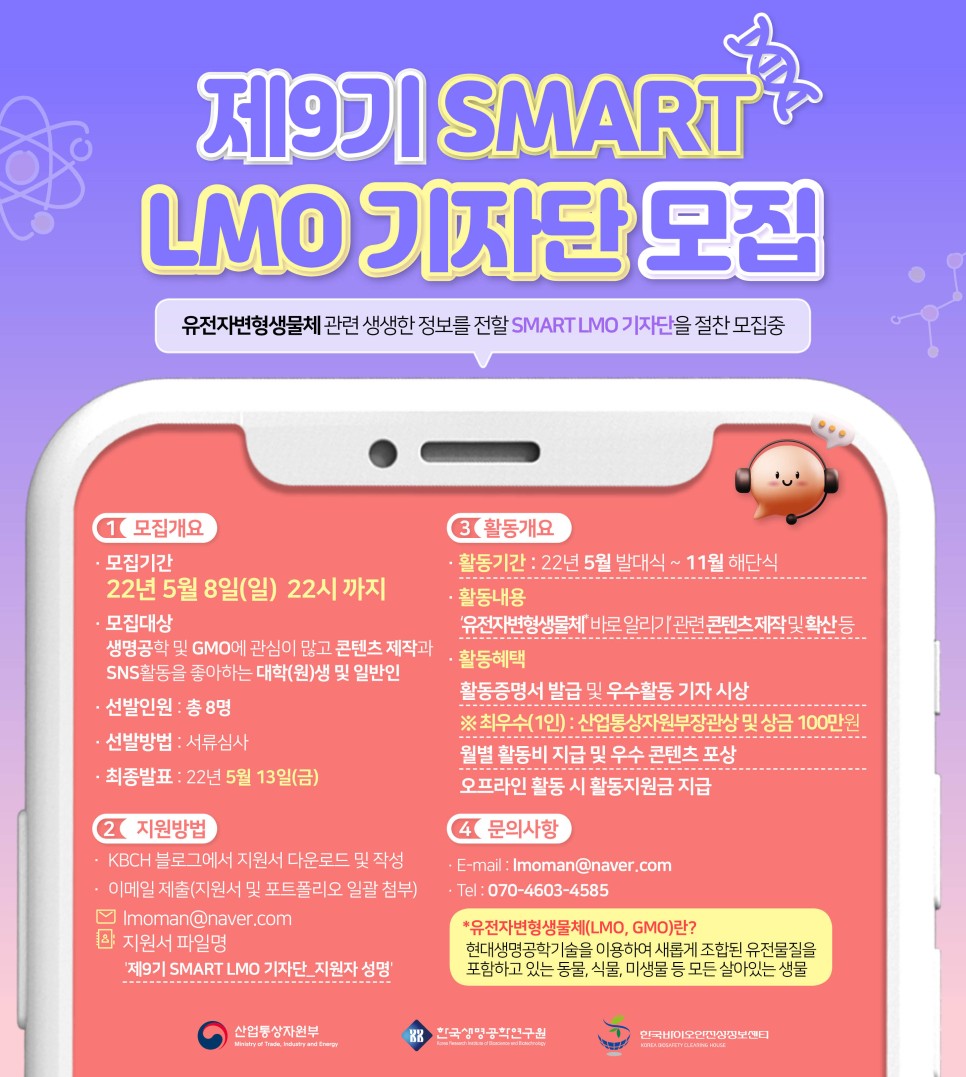 제9기 SMART
LMO 기자단 모집
유전자변형생물체 관련 생생한 정보를 전할 SMART LMO 기자단을 절찬 모집중
1 모집개요
· 모집기간
22년 5월 8일(일) 22시 까지
· 모집대상
생명공학 및 GMO에 관심이 많고 콘텐츠 제작과
SNS활동을 좋아하는 대학(원)생 및 일반인
· 선발인원 : 총 8명
· 선발방법 : 서류심사
· 최종발표 : 22년 5월 13일(금)
2 지원방법
· KBCH 블로그에서 지원서 다운로드 및 작성
· 이메일 제출(지원서 및 포트폴리오 일괄 첨부)
lmoman@naver.com
지원서 파일명
'제9기 SMART LMO 기자단_지원자 성명'
3 활동개요
· 활동기간 : 22년 5월 발대식 ~ 11월 해단식
· 활동내용
'유전자변형생물체* 바로 알리기' 관련 콘텐츠 제작 및 확산 등
· 활동혜택
활동증명서 발급 및 우수활동 기자 시상
※ 최우수(1인) : 산업통상자원부장관상 및 상금 100만원
월별 활동비 지급 및 우수 콘텐츠 포상
오프라인 활동 시 활동지원금 지급
4 문의사항
· E-mail : lmoman@naver.com
· Tel : 070-4603-4585
*유전자변형생물체(LMO, GMO)란?
현대생명공학기술을 이용하여 새롭게 조합된 유전물질을
포함하고 있는 동물, 식물, 미생물 등 모든 살아있는 생물
산업통상자원부
Ministry of Trade, Industry and Energy
한국생명공학연구원
Korea Research Institute of Bioscience and Biotechnology
한국바이오안전성정보센터
KOREA BIOSAFETY CLEARING HOUSE